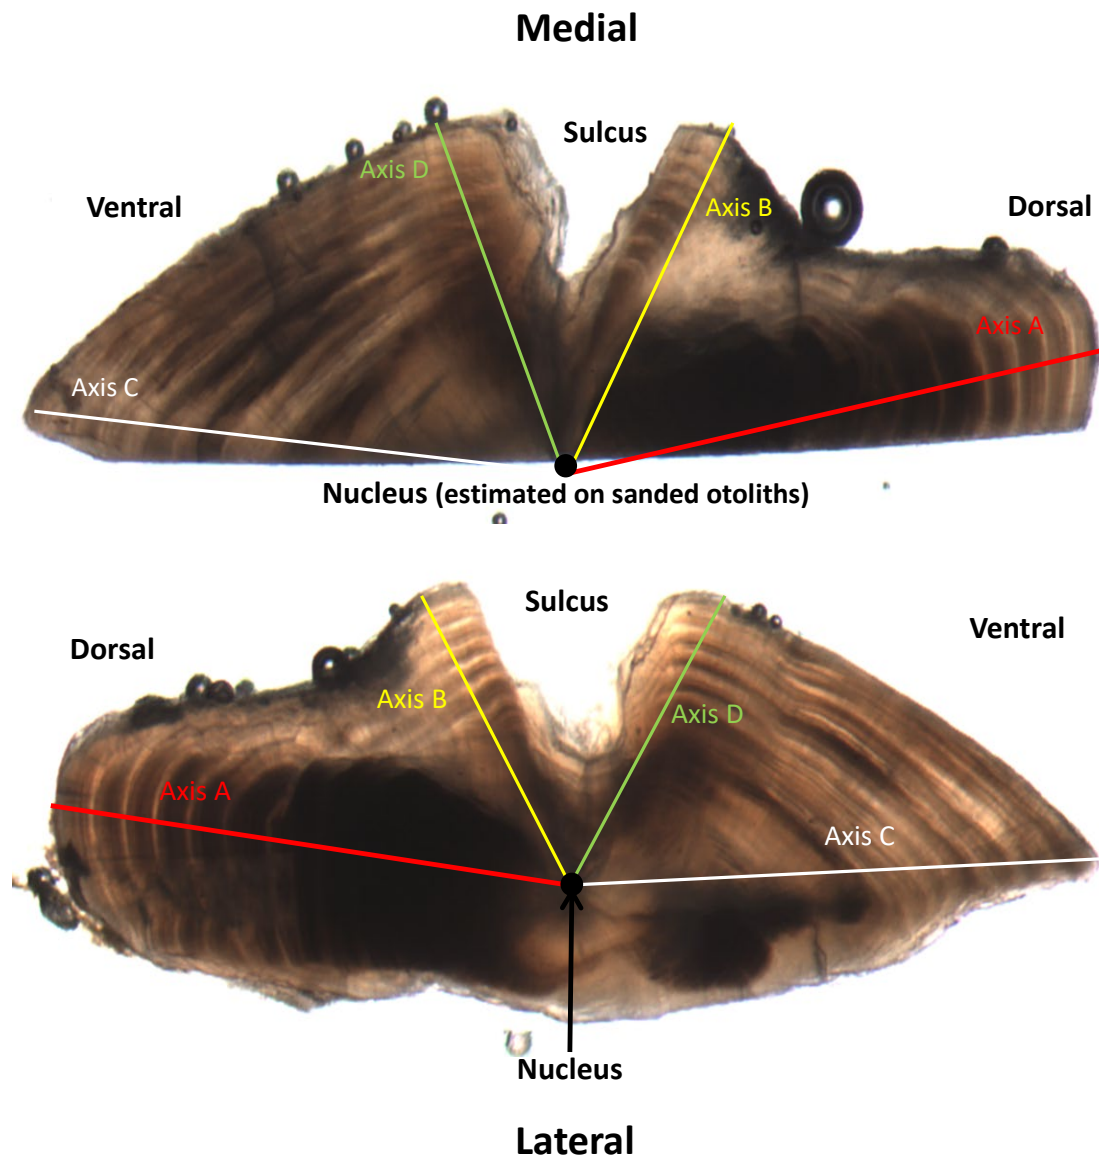 Medial
Sulcus
Axis D
Ventral
Axis B
Dorsal
Axis A
Axis C
Nucleus (estimated on sanded otoliths)
Sulcus
Ventral
Dorsal
Axis B
Axis D
Axis A
Axis C
Nucleus
Lateral